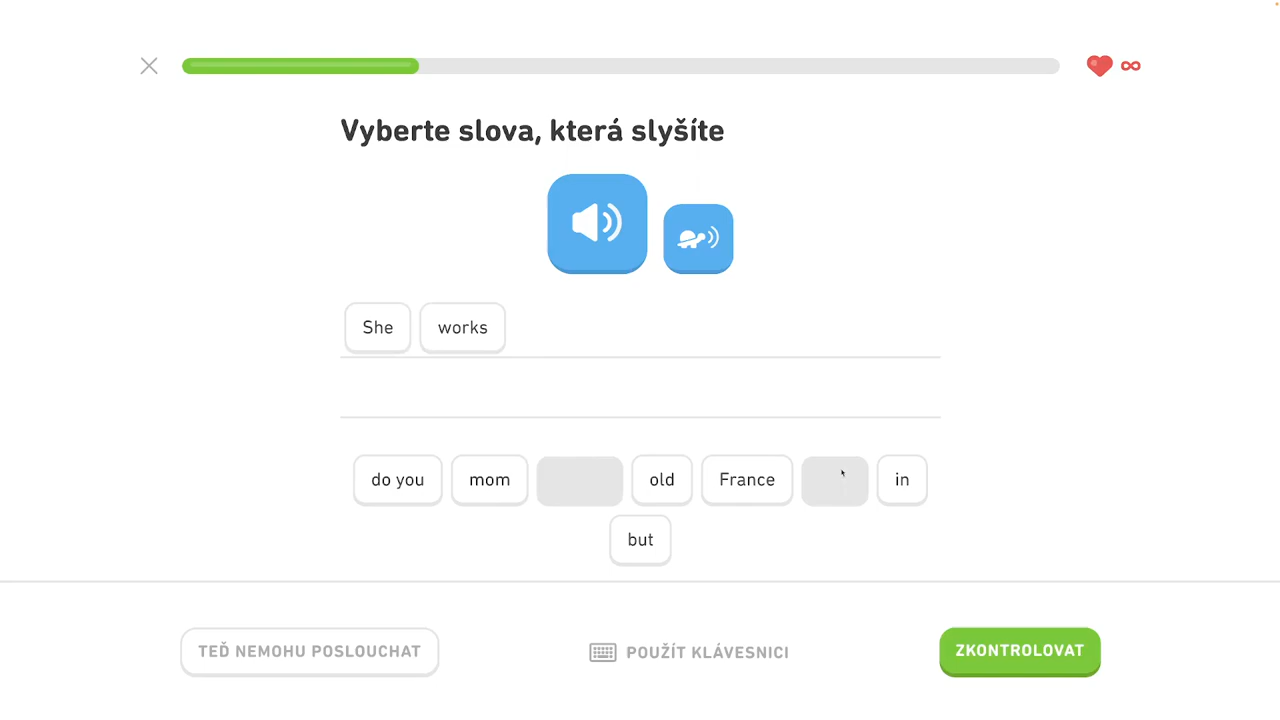 Vyberte slova, která slyšíte
She works
do you mom old France in
but
TEĎ NEMOHU POSLOUCHAT POUŽÍT KLÁVESNICI ZKONTROLOVAT